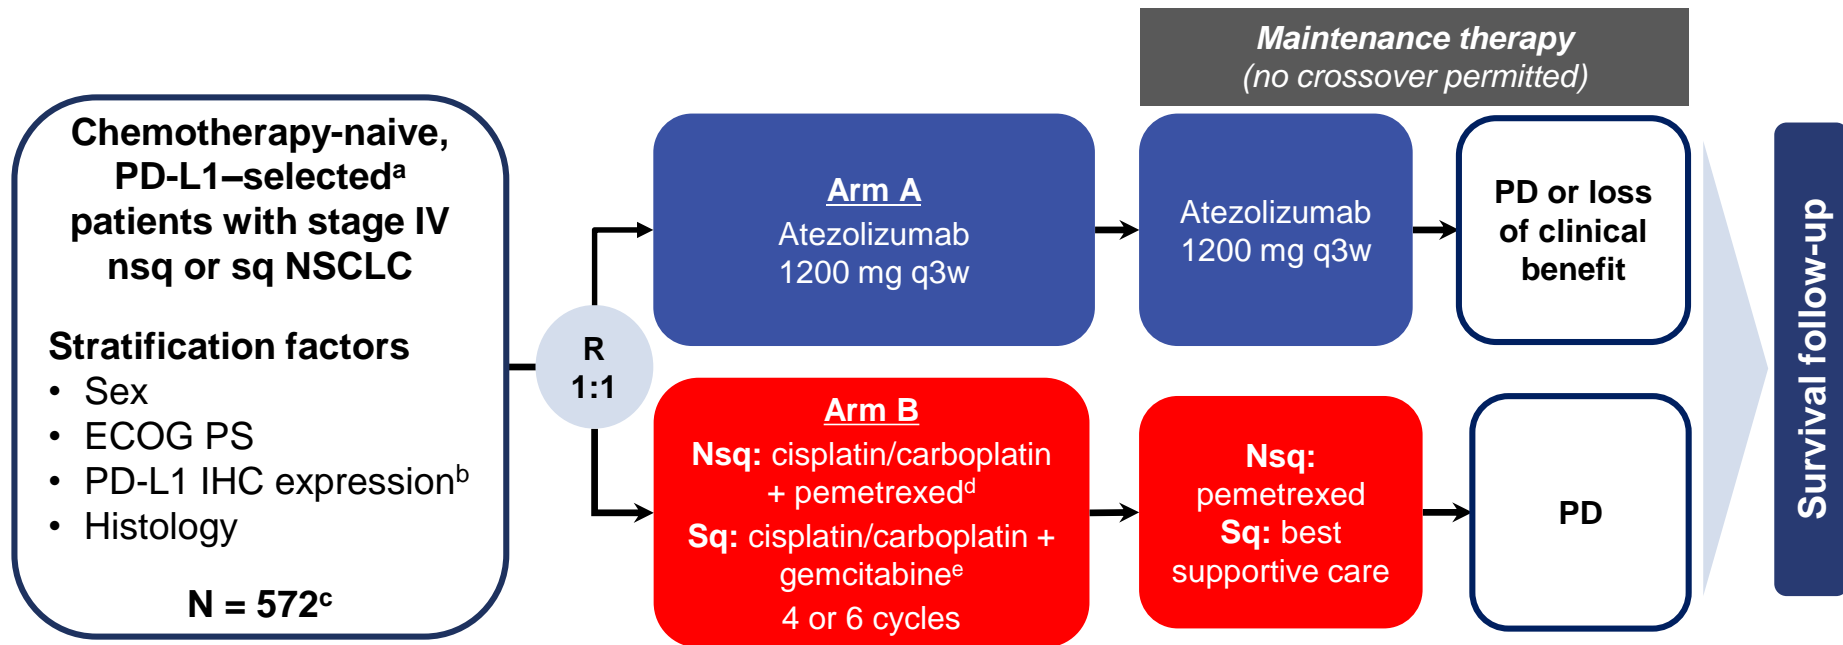 Maintenance therapy
(no crossover permitted)
Chemotherapy-naive,
PD-L1–selectedᵃ
patients with stage IV
nsq or sq NSCLC
Stratification factors
• Sex
• ECOG PS
• PD-L1 IHC expressionᵇ
• Histology
N = 572ᶜ
R
1:1
Arm A
Atezolizumab
1200 mg q3w
Atezolizumab
1200 mg q3w
PD or loss
of clinical
benefit
Arm B
Nsq: cisplatin/carboplatin
+ pemetrexedᵈ
Sq: cisplatin/carboplatin +
gemcitabineᵉ
4 or 6 cycles
Nsq:
pemetrexed
Sq: best
supportive care
PD
Survival follow-up